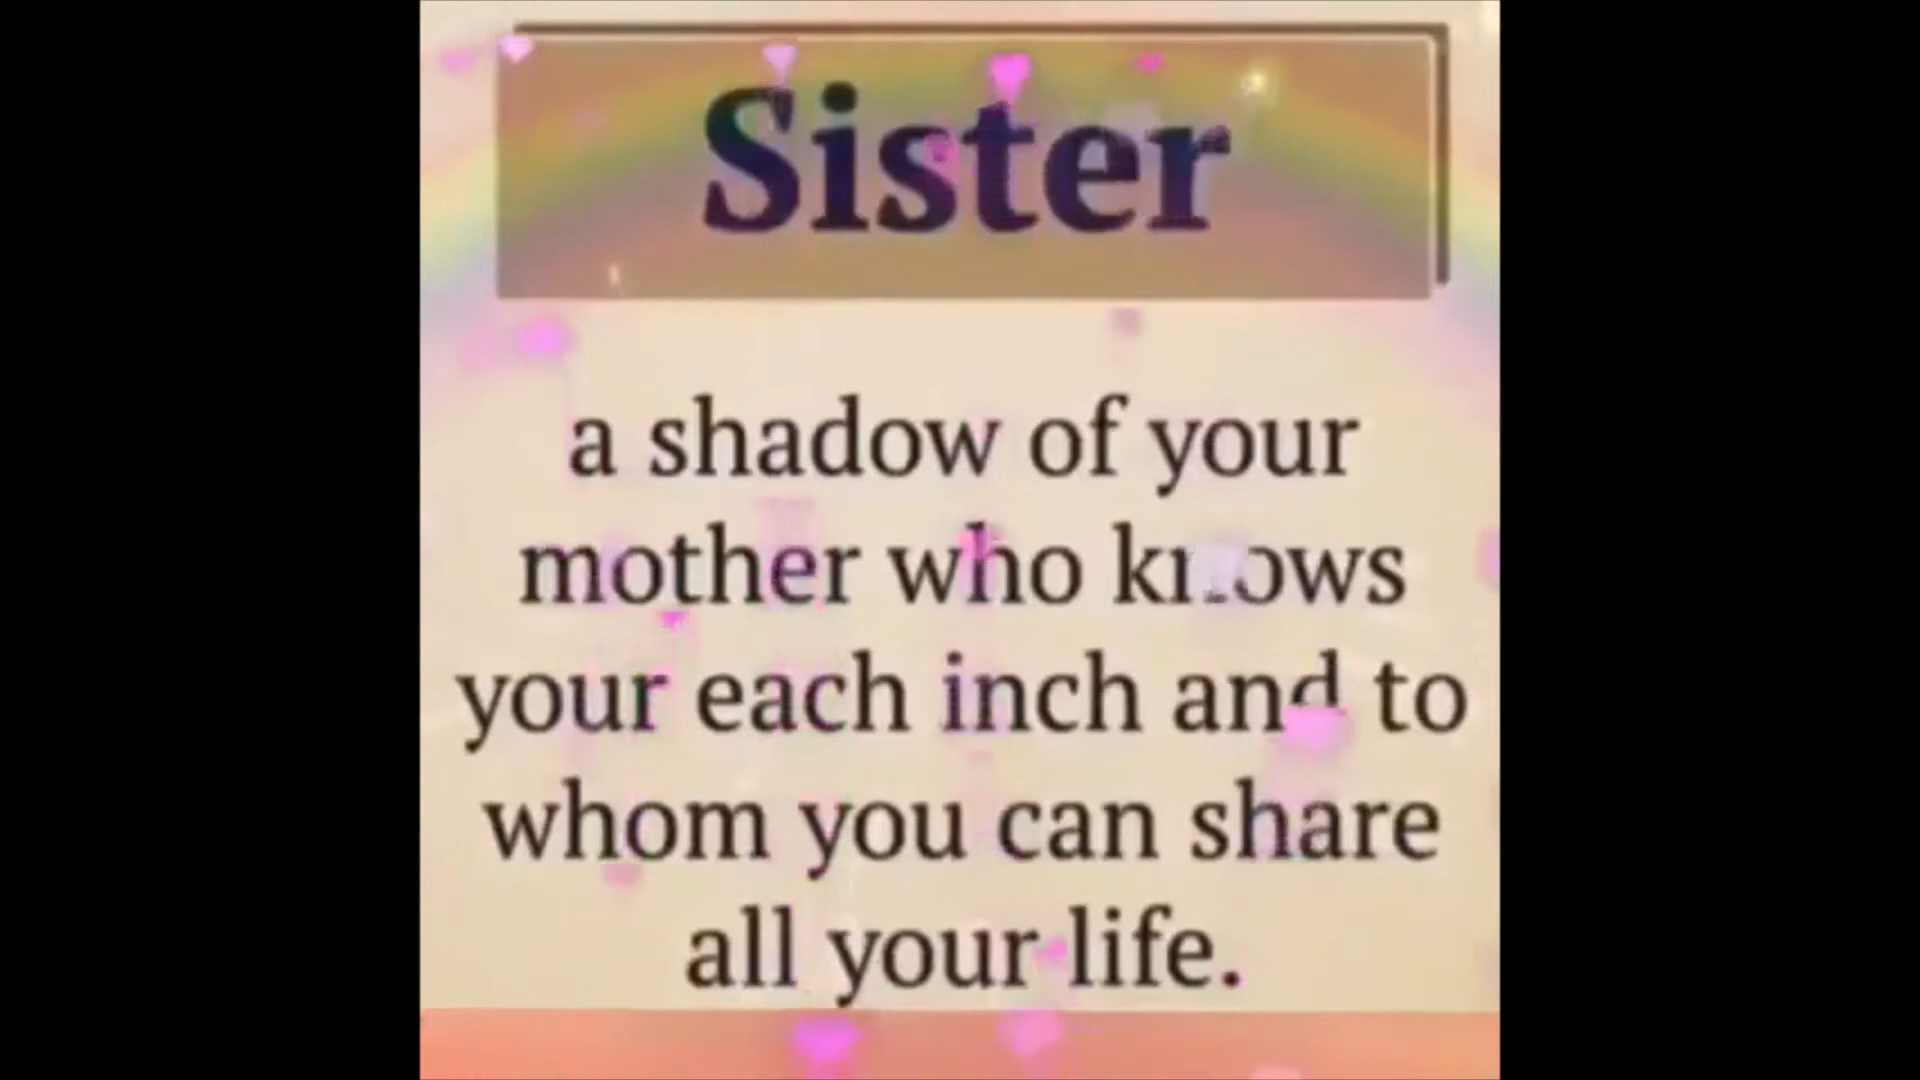 Sister
a shadow of your
mother who knows
your each inch and to
whom you can share
all your life.